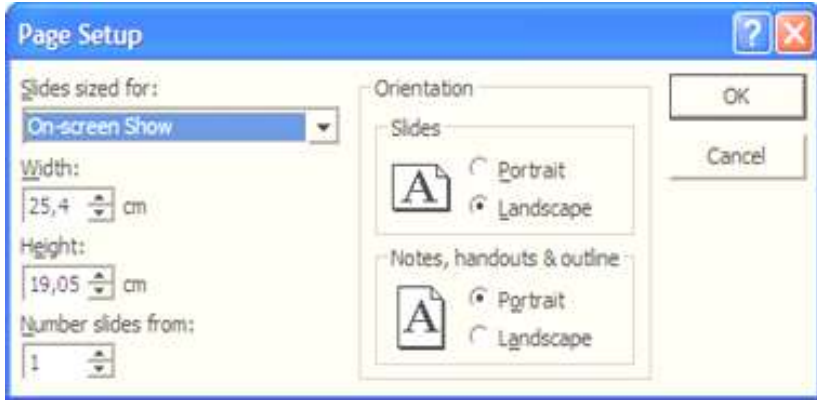 Page Setup
Slides sized for:
On-screen Show
Width:
25,4 cm
Height:
19,05 cm
Number slides from:
1
Orientation
Slides
A
Portrait
Landscape
Notes, handouts & outline
A
Portrait
Landscape
OK
Cancel